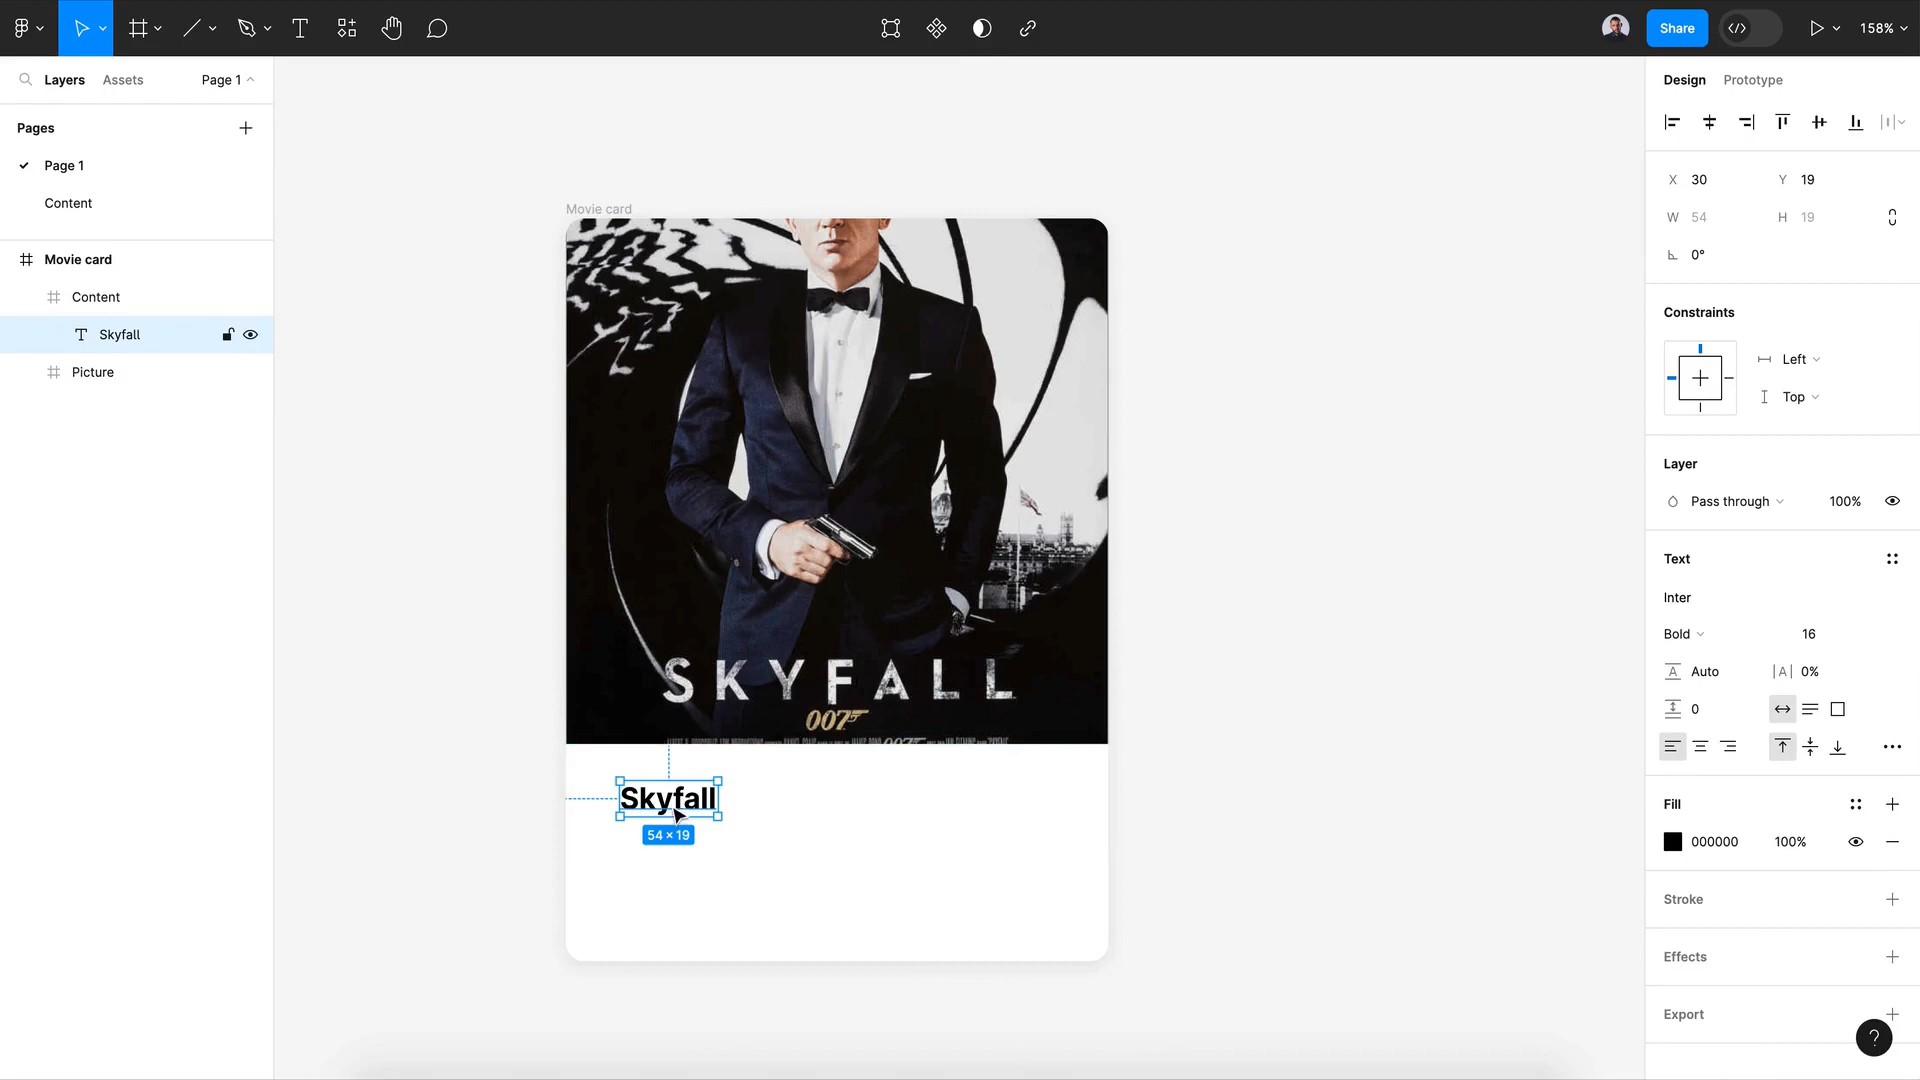 Share
158%
Layers
Assets
Page 1
Pages
Page 1
Content
Movie card
Content
Skyfall
Picture
Movie card
SKYFALL
007
Skyfall
54 × 19
Design
Prototype
X 30
Y 19
W 54
H 19
0°
Constraints
Left
Top
Layer
Pass through
100%
Text
Inter
Bold
16
Auto
|A| 0%
0
Fill
000000
100%
Stroke
Effects
Export
?